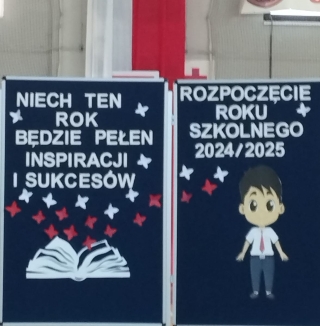 NIECH TEN
ROK
BĘDZIE PEŁEN
INSPIRACJI
I SUKCESÓW
ROZPOCZĘCIE
ROKU
SZKOLNEGO
2024/2025